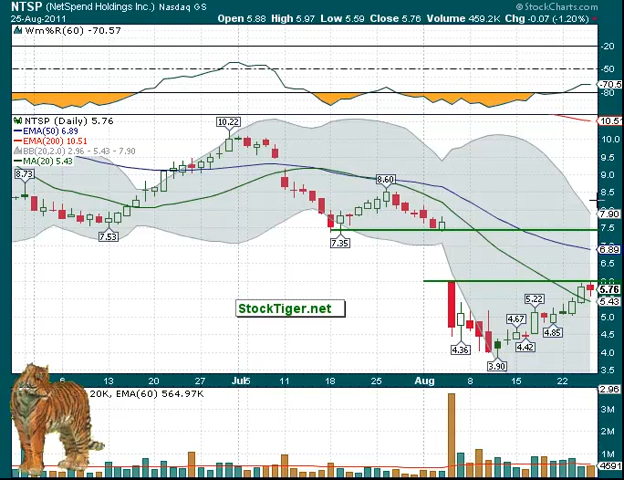 NTSP (NetSpend Holdings Inc.) Nasdaq GS
© StockCharts.com
25-Aug-2011
Open 5.88 High 5.97 Low 5.59 Close 5.76 Volume 459.2K Chg -0.07 (-1.20%)
Wm%R(60) -70.57
-20
-50
-70.5
-80
NTSP (Daily) 5.76
EMA(50) 6.89
EMA(200) 10.51
BB(20,2.0) 2.96 - 5.43 - 7.90
MA(20) 5.43
10.51
10.22
10.0
9.5
9.0
8.73
8.60
8.5
8.0
7.90
7.53
7.35
7.5
6.89
6.5
6.0
5.76
5.43
5.22
5.0
4.67
4.85
4.36
4.42
4.5
4.0
3.90
3.5
StockTiger.net
6 13 20 27 Jul5 11 18 25 Aug 8 15 22
2.96
20K, EMA(60) 564.97K
3M
2M
1M
4591